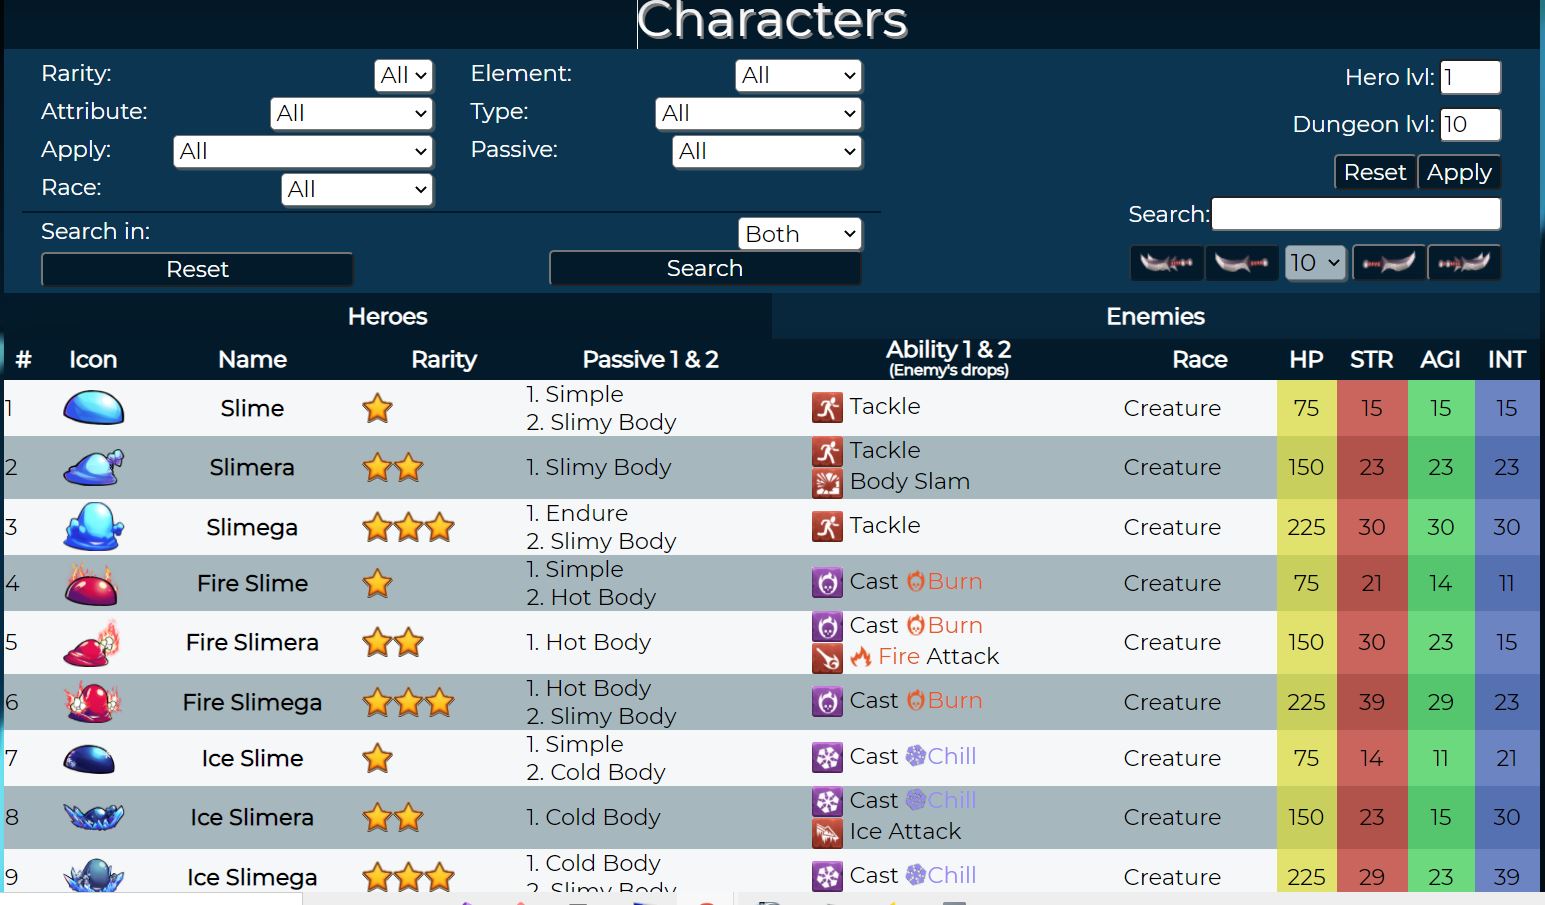 Characters
Rarity: All Element: All Hero lvl: 1
Attribute: All Type: All Dungeon lvl: 10
Apply: All Passive: All Reset Apply
Race: All
Search in: Both Search:
Reset Search 10
Heroes Enemies
# Icon Name Rarity Passive 1 & 2 Ability 1 & 2 (Enemy's drops) Race HP STR AGI INT
1 Slime 1. Simple Tackle Creature 75 15 15 15
2. Slimy Body
2 Slimera 1. Slimy Body Tackle Creature 150 23 23 23
Body Slam
3 Slimega 1. Endure Tackle Creature 225 30 30 30
2. Slimy Body
4 Fire Slime 1. Simple Cast Burn Creature 75 21 14 11
2. Hot Body
5 Fire Slimera 1. Hot Body Cast Burn Creature 150 30 23 15
Fire Attack
6 Fire Slimega 1. Hot Body Cast Burn Creature 225 39 29 23
2. Slimy Body
7 Ice Slime 1. Simple Cast Chill Creature 75 14 11 21
2. Cold Body
8 Ice Slimera 1. Cold Body Cast Chill Creature 150 23 15 30
Ice Attack
9 Ice Slimega 1. Cold Body Cast Chill Creature 225 29 23 39
2. Slimy Body